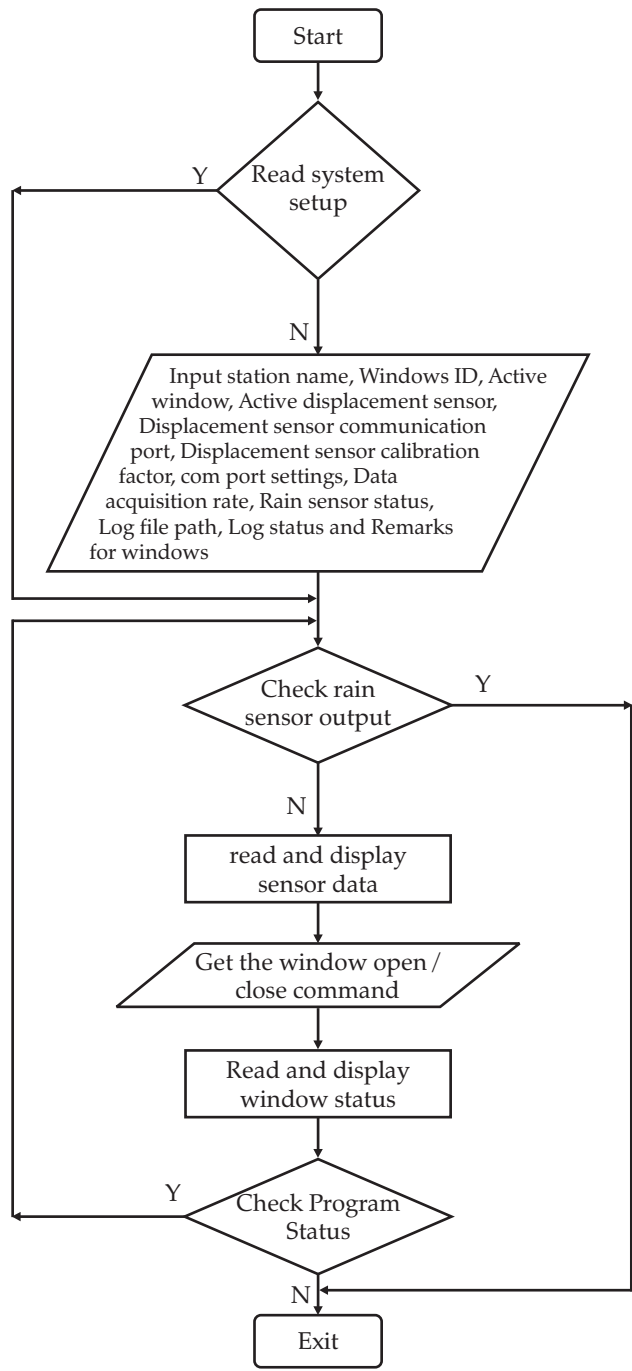 Start
Read system
setup
Y
N
Input station name, Windows ID, Active
window, Active displacement sensor,
Displacement sensor communication
port, Displacement sensor calibration
factor, com port settings, Data
acquisition rate, Rain sensor status,
Log file path, Log status and Remarks
for windows
Check rain
sensor output
Y
N
read and display
sensor data
Get the window open /
close command
Read and display
window status
Y
Check Program
Status
N
Exit